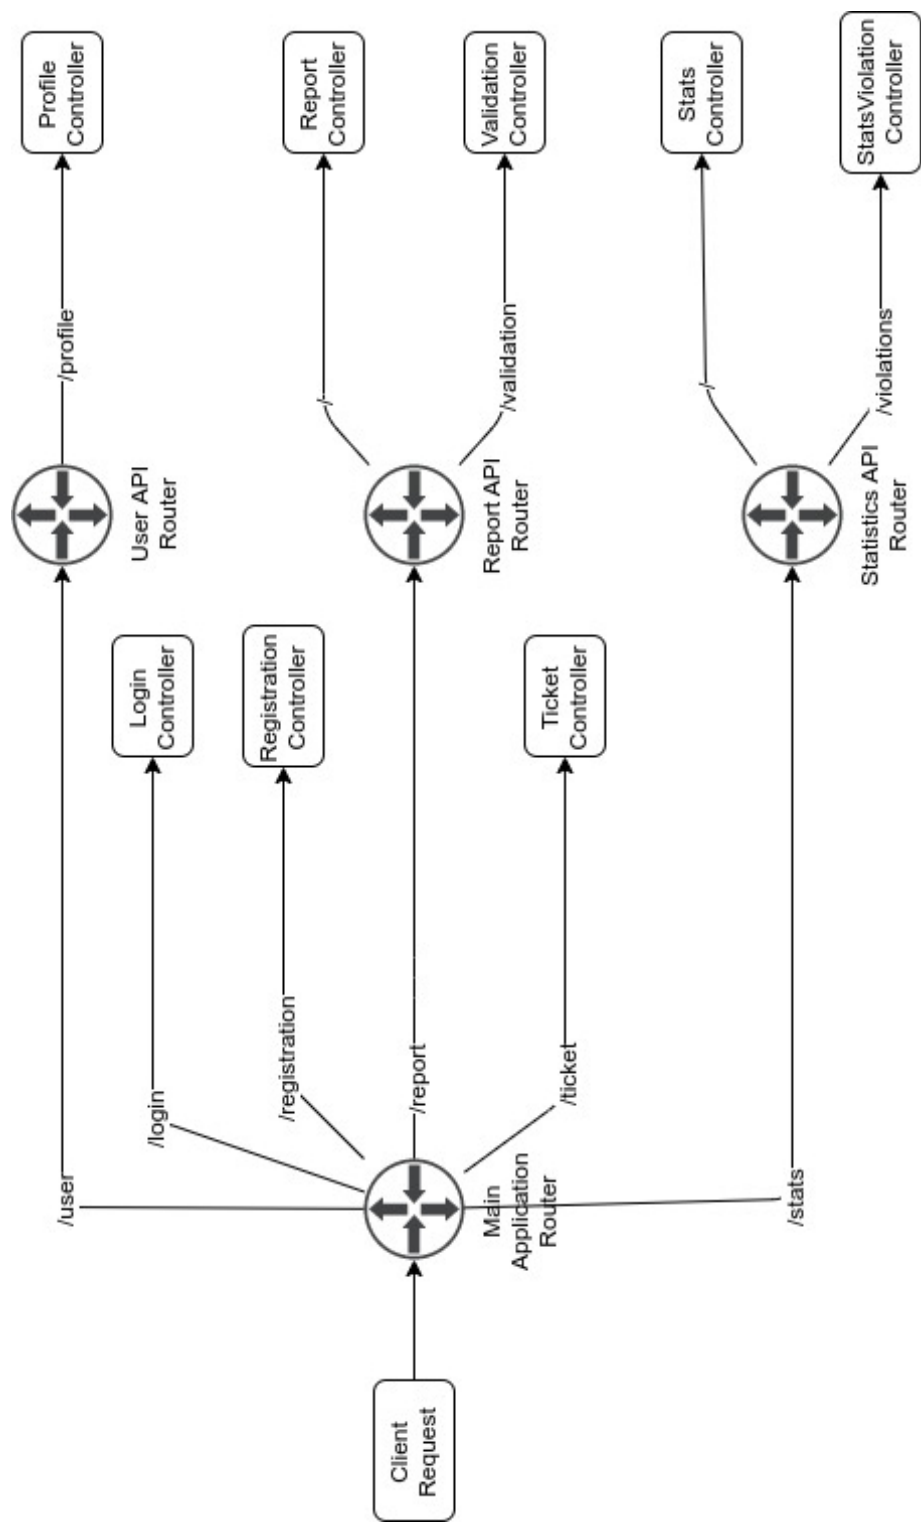 /user
/login
/registration
/report
/ticket
/stats
Client
Request
Main
Application
Router
Login
Controller
Registration
Controller
Ticket
Controller
User API
Router
/profile
Profile
Controller
Report API
Router
/
Report
Controller
/validation
Validation
Controller
Statistics API
Router
/
Stats
Controller
/violations
StatsViolation
Controller